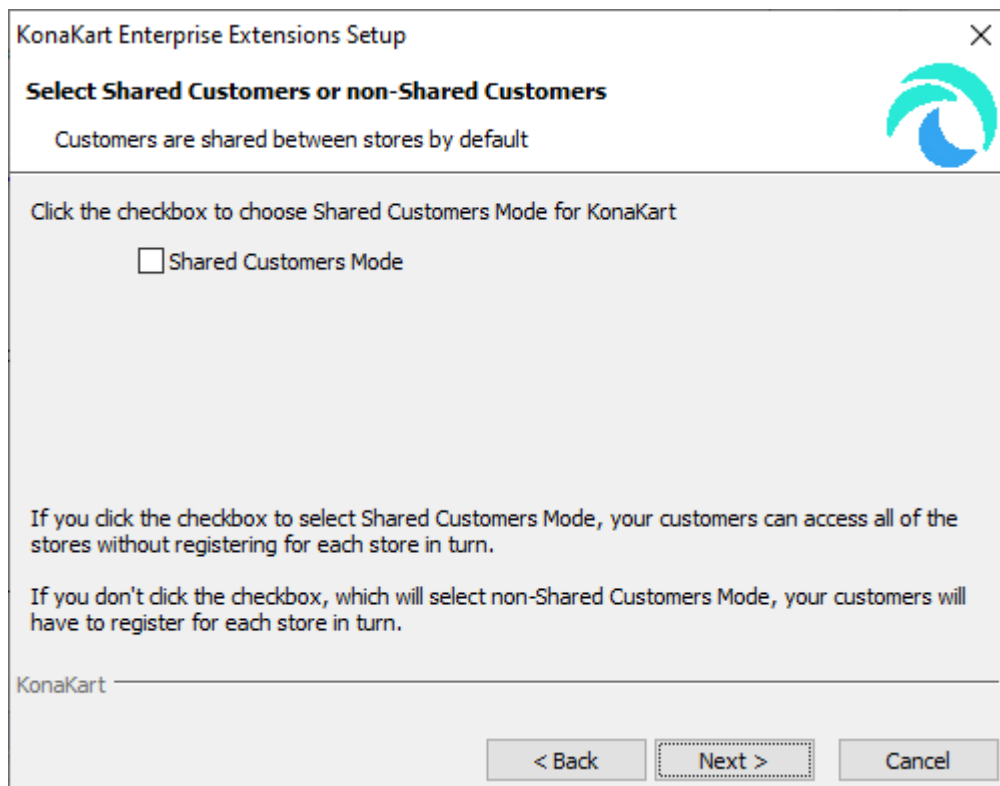 KonaKart Enterprise Extensions Setup
Select Shared Customers or non-Shared Customers
Customers are shared between stores by default
Click the checkbox to choose Shared Customers Mode for KonaKart
Shared Customers Mode
If you click the checkbox to select Shared Customers Mode, your customers can access all of the
stores without registering for each store in turn.
If you don't click the checkbox, which will select non-Shared Customers Mode, your customers will
have to register for each store in turn.
KonaKart
< Back Next > Cancel